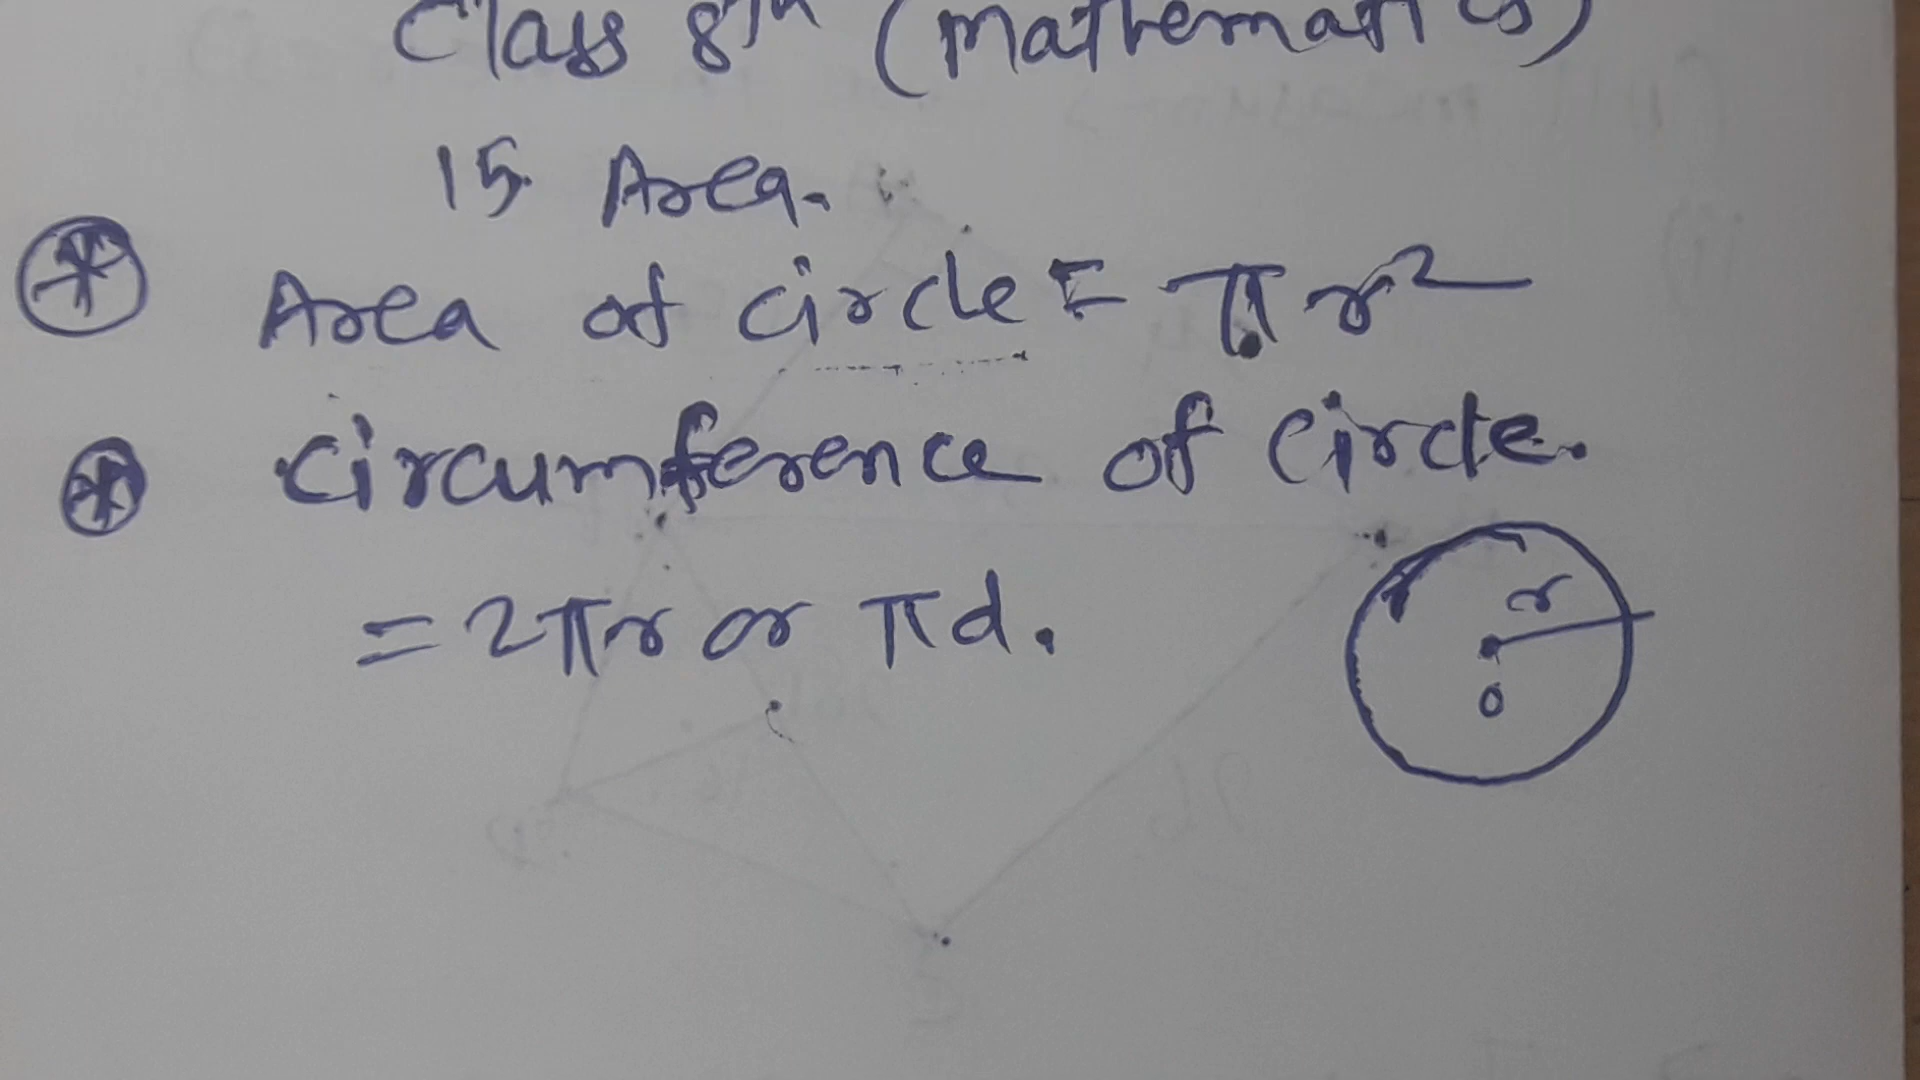 Class 8th (Mathematics)
15. Area.
Area of circle = πr²
circumference of circle.
= 2πr or πd.
r
o